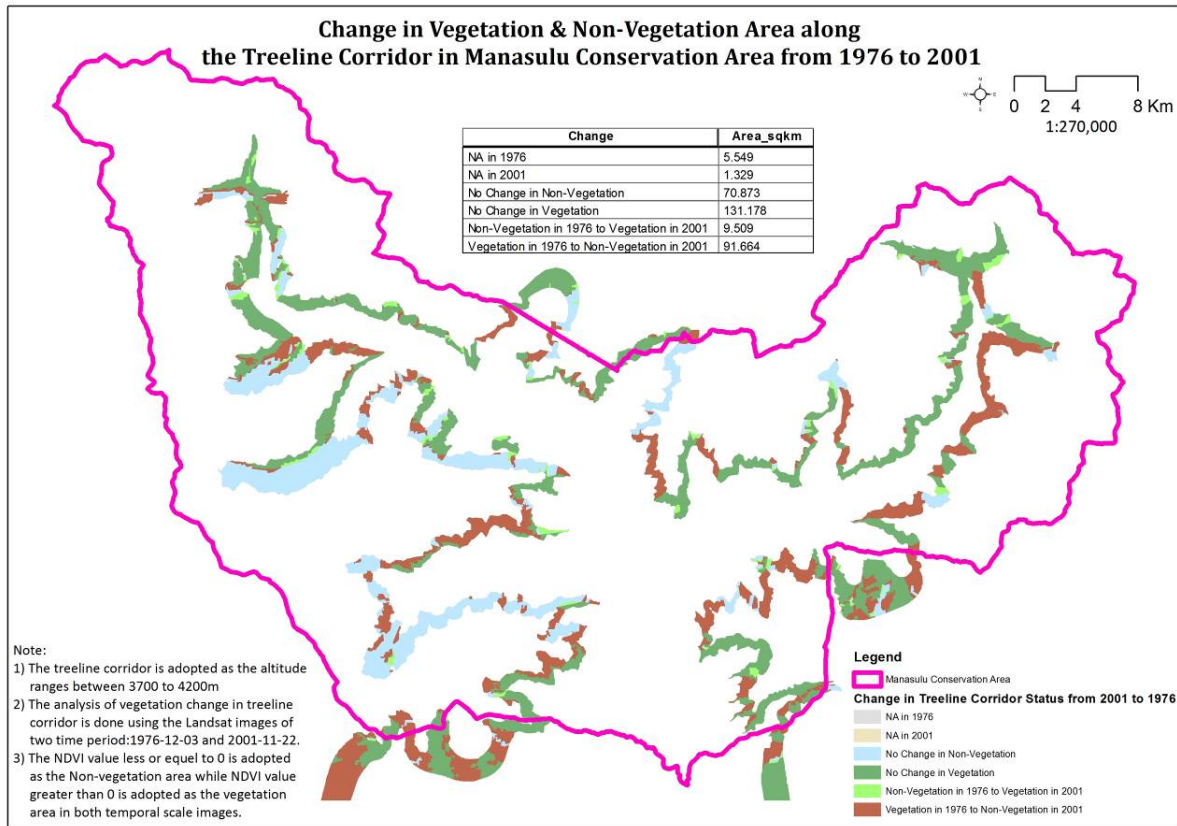 Change in Vegetation & Non-Vegetation Area along
the Treeline Corridor in Manasulu Conservation Area from 1976 to 2001
N
W E
S
0 2 4 8 Km
1:270,000
Change Area_sqkm
NA in 1976 5.549
NA in 2001 1.329
No Change in Non-Vegetation 70.873
No Change in Vegetation 131.178
Non-Vegetation in 1976 to Vegetation in 2001 9.509
Vegetation in 1976 to Non-Vegetation in 2001 91.664
Note:
1) The treeline corridor is adopted as the altitude
ranges between 3700 to 4200m
2) The analysis of vegetation change in treeline
corridor is done using the Landsat images of
two time period:1976-12-03 and 2001-11-22.
3) The NDVI value less or equel to 0 is adopted
as the Non-vegetation area while NDVI value
greater than 0 is adopted as the vegetation
area in both temporal scale images.
Legend
Manasulu Conservation Area
Change in Treeline Corridor Status from 2001 to 1976
NA in 1976
NA in 2001
No Change in Non-Vegetation
No Change in Vegetation
Non-Vegetation in 1976 to Vegetation in 2001
Vegetation in 1976 to Non-Vegetation in 2001